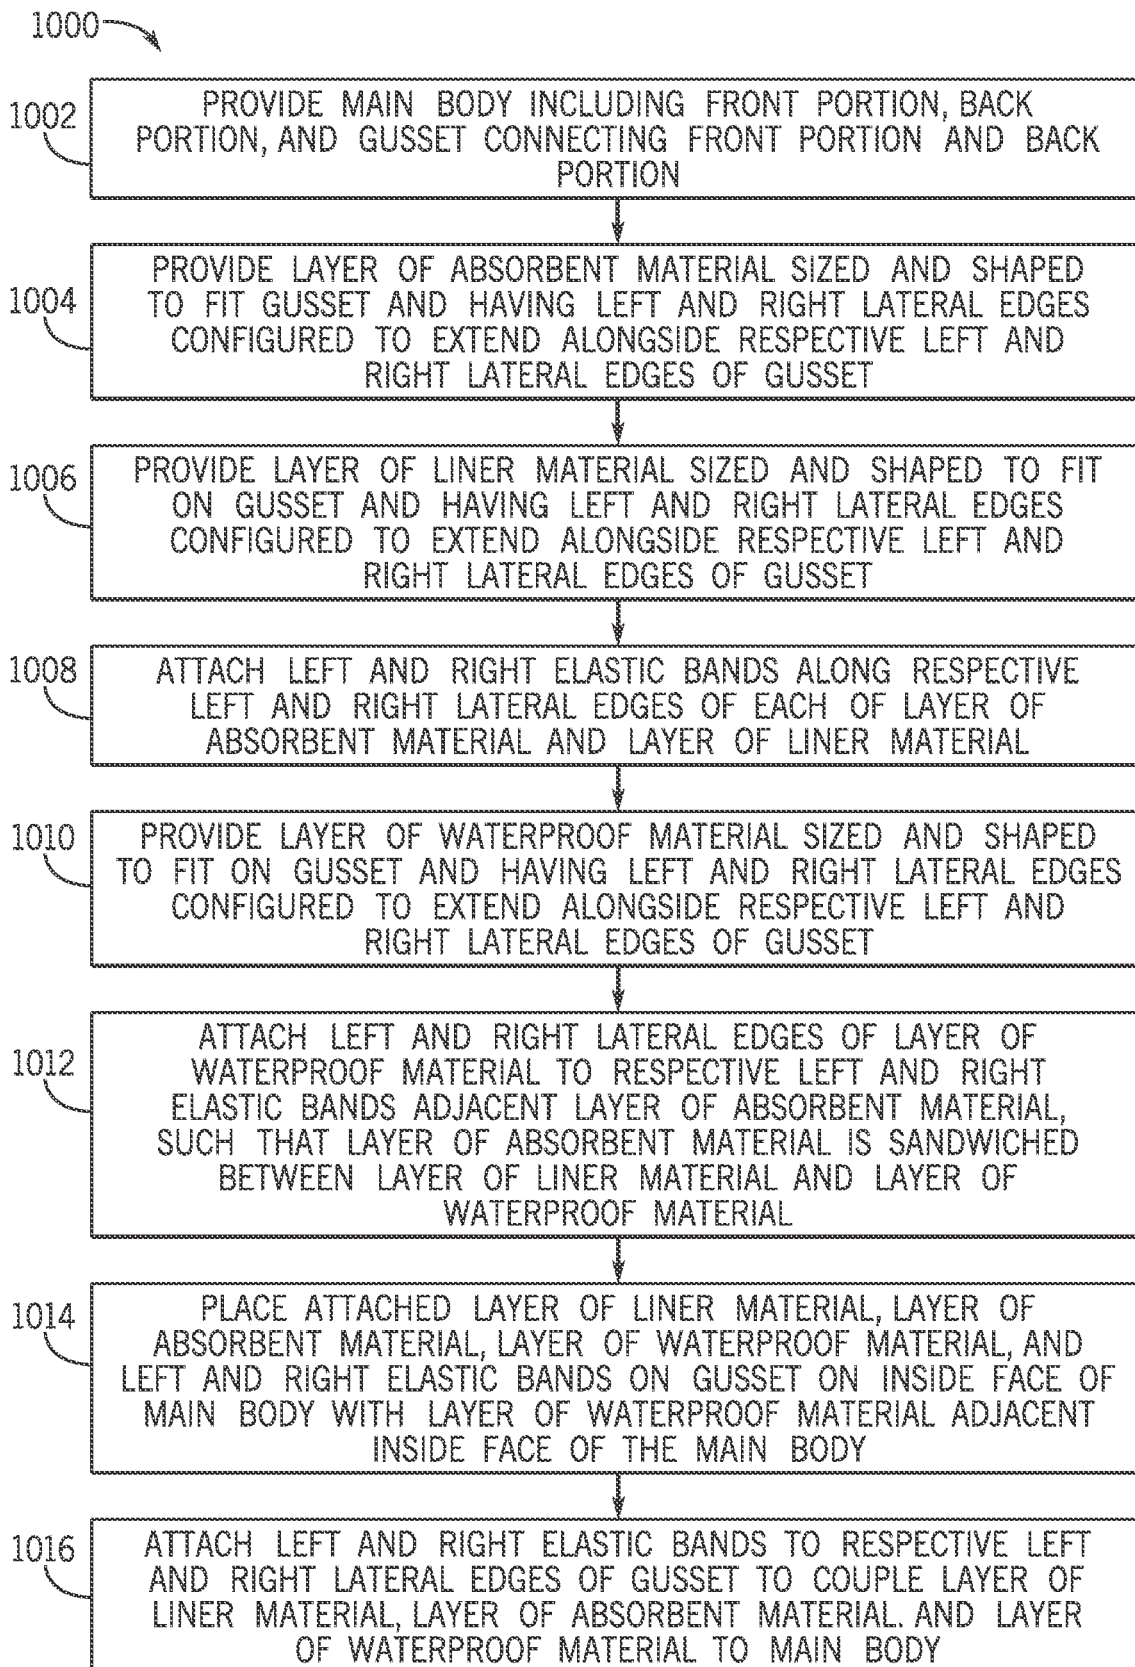 1000
1002
PROVIDE MAIN BODY INCLUDING FRONT PORTION, BACK
PORTION, AND GUSSET CONNECTING FRONT PORTION AND BACK
PORTION
1004
PROVIDE LAYER OF ABSORBENT MATERIAL SIZED AND SHAPED
TO FIT GUSSET AND HAVING LEFT AND RIGHT LATERAL EDGES
CONFIGURED TO EXTEND ALONGSIDE RESPECTIVE LEFT AND
RIGHT LATERAL EDGES OF GUSSET
1006
PROVIDE LAYER OF LINER MATERIAL SIZED AND SHAPED TO FIT
ON GUSSET AND HAVING LEFT AND RIGHT LATERAL EDGES
CONFIGURED TO EXTEND ALONGSIDE RESPECTIVE LEFT AND
RIGHT LATERAL EDGES OF GUSSET
1008
ATTACH LEFT AND RIGHT ELASTIC BANDS ALONG RESPECTIVE
LEFT AND RIGHT LATERAL EDGES OF EACH OF LAYER OF
ABSORBENT MATERIAL AND LAYER OF LINER MATERIAL
1010
PROVIDE LAYER OF WATERPROOF MATERIAL SIZED AND SHAPED
TO FIT ON GUSSET AND HAVING LEFT AND RIGHT LATERAL EDGES
CONFIGURED TO EXTEND ALONGSIDE RESPECTIVE LEFT AND
RIGHT LATERAL EDGES OF GUSSET
1012
ATTACH LEFT AND RIGHT LATERAL EDGES OF LAYER OF
WATERPROOF MATERIAL TO RESPECTIVE LEFT AND RIGHT
ELASTIC BANDS ADJACENT LAYER OF ABSORBENT MATERIAL,
SUCH THAT LAYER OF ABSORBENT MATERIAL IS SANDWICHED
BETWEEN LAYER OF LINER MATERIAL AND LAYER OF
WATERPROOF MATERIAL
1014
PLACE ATTACHED LAYER OF LINER MATERIAL, LAYER OF
ABSORBENT MATERIAL, LAYER OF WATERPROOF MATERIAL, AND
LEFT AND RIGHT ELASTIC BANDS ON GUSSET ON INSIDE FACE OF
MAIN BODY WITH LAYER OF WATERPROOF MATERIAL ADJACENT
INSIDE FACE OF THE MAIN BODY
1016
ATTACH LEFT AND RIGHT ELASTIC BANDS TO RESPECTIVE LEFT
AND RIGHT LATERAL EDGES OF GUSSET TO COUPLE LAYER OF
LINER MATERIAL, LAYER OF ABSORBENT MATERIAL. AND LAYER
OF WATERPROOF MATERIAL TO MAIN BODY